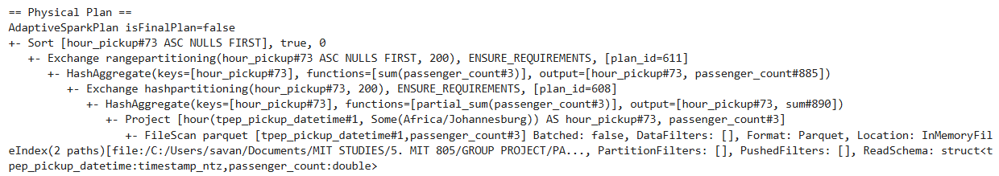 == Physical Plan ==
AdaptiveSparkPlan isFinalPlan=false
+- Sort [hour_pickup#73 ASC NULLS FIRST], true, 0
   +- Exchange rangepartitioning(hour_pickup#73 ASC NULLS FIRST, 200), ENSURE_REQUIREMENTS, [plan_id=611]
      +- HashAggregate(keys=[hour_pickup#73], functions=[sum(passenger_count#3)], output=[hour_pickup#73, passenger_count#885])
         +- Exchange hashpartitioning(hour_pickup#73, 200), ENSURE_REQUIREMENTS, [plan_id=608]
            +- HashAggregate(keys=[hour_pickup#73], functions=[partial_sum(passenger_count#3)], output=[hour_pickup#73, sum#890])
               +- Project [hour(tpep_pickup_datetime#1, Some(Africa/Johannesburg)) AS hour_pickup#73, passenger_count#3]
                  +- FileScan parquet [tpep_pickup_datetime#1,passenger_count#3] Batched: false, DataFilters: [], Format: Parquet, Location: InMemoryFil
eIndex(2 paths)[file:/C:/Users/savan/Documents/MIT STUDIES/5. MIT 805/GROUP PROJECT/PA..., PartitionFilters: [], PushedFilters: [], ReadSchema: struct<t
pep_pickup_datetime:timestamp_ntz,passenger_count:double>